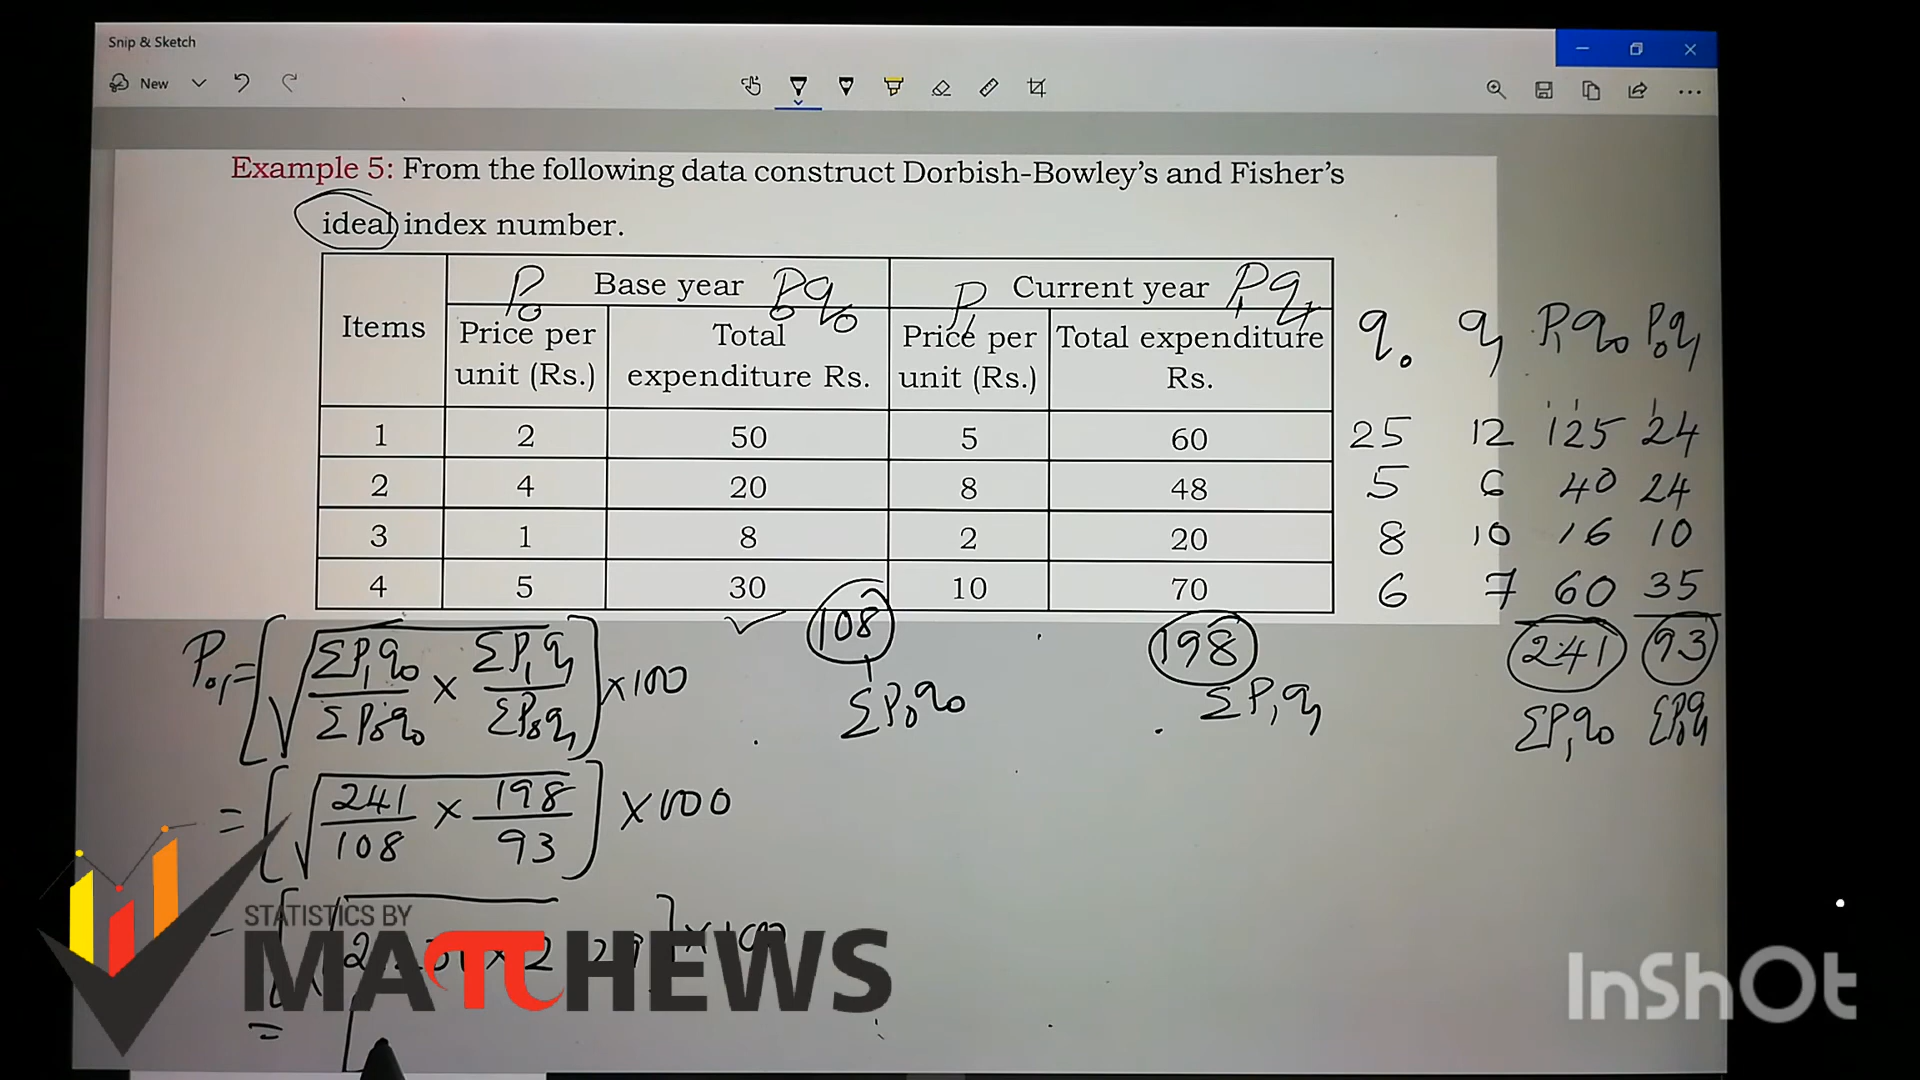 Snip & Sketch
New
Example 5: From the following data construct Dorbish-Bowley's and Fisher's
ideal index number.
P₀ Base year P₀q₀ P₁ Current year P₁q₁
Items Price per unit (Rs.) Total expenditure Rs. Price per unit (Rs.) Total expenditure Rs. q₀ q₁ P₁q₀ P₀q₁
1 2 50 5 60 25 12 125 24
2 4 20 8 48 5 6 40 24
3 1 8 2 20 8 10 16 10
4 5 30 10 70 6 7 60 35
108 198 241 93
ΣP₀q₀ ΣP₁q₁ ΣP₁q₀ ΣP₀q₁
P₀₁ = [√(ΣP₁q₀/ΣP₀q₀ × ΣP₁q₁/ΣP₀q₁)] ×100
= [√(241/108 × 198/93)] ×100
STATISTICS BY
MATTHEWS
×100
=
InShOt